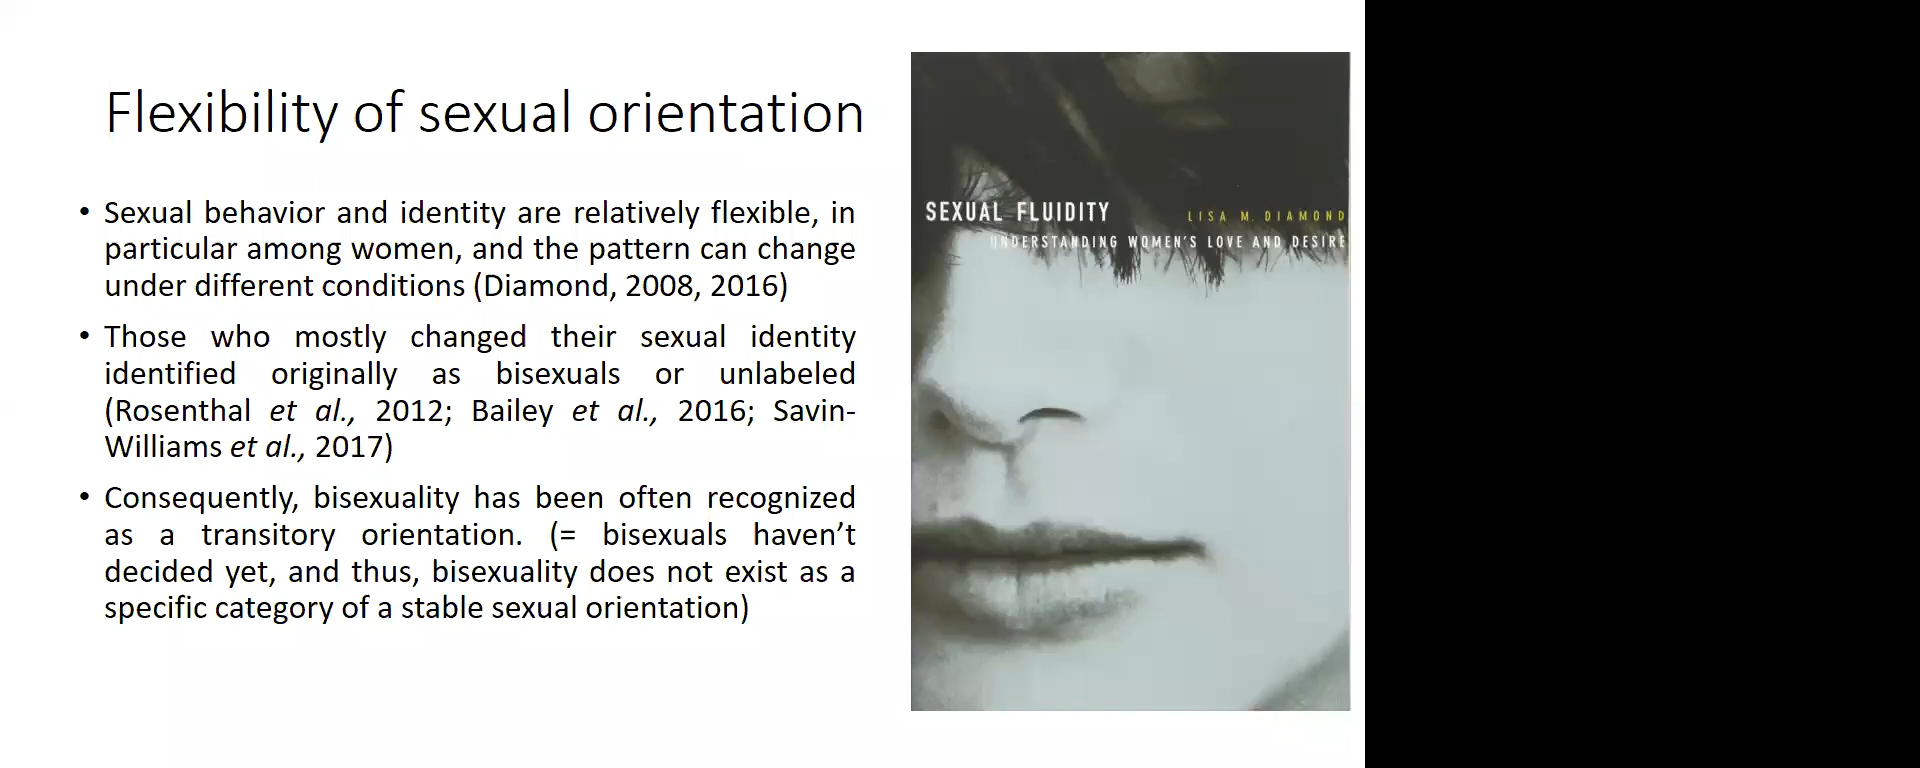 Flexibility of sexual orientation
• Sexual behavior and identity are relatively flexible, in
particular among women, and the pattern can change
under different conditions (Diamond, 2008, 2016)
• Those who mostly changed their sexual identity
identified originally as bisexuals or unlabeled
(Rosenthal et al., 2012; Bailey et al., 2016; Savin-
Williams et al., 2017)
• Consequently, bisexuality has been often recognized
as a transitory orientation. (= bisexuals haven’t
decided yet, and thus, bisexuality does not exist as a
specific category of a stable sexual orientation)
SEXUAL FLUIDITY
LISA M. DIAMOND
UNDERSTANDING WOMEN'S LOVE AND DESIRE